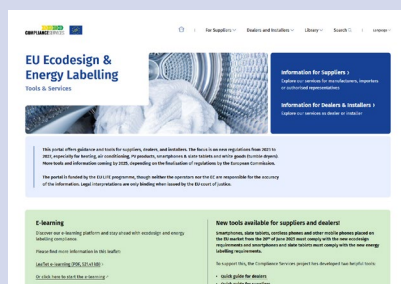 COMPLIANCESERVICES
For Suppliers
Dealers and Installers
Library
Search
Language
EU Ecodesign &
Energy Labelling
Tools & Services
Information for Suppliers ›
Explore our services for manufacturers, importers
or authorised representatives
Information for Dealers & Installers ›
Explore our services as dealer or installer
This portal offers guidance and tools for suppliers, dealers, and installers. The focus is on new regulations from 2023 to
2027, especially for heating, air conditioning, PV products, smartphones & slate tablets and white goods (tumble dryers).
More tools and information coming by 2025, depending on the finalisation of regulations by the European Commission.
The portal is funded by the EU LIFE programme, though neither the operators nor the EC are responsible for the accuracy
of the information. Legal interpretations are only binding when issued by the EU court of justice.
E-learning
Discover our e-learning platform and stay ahead with ecodesign and energy
labelling compliance.
Please find more information in this leaflet:
Leaflet e-learning (PDF,
Or click here to start the e-learning ›
New tools available for suppliers and dealers!
Smartphones, slate tablets, cordless phones and other mobile phones placed on
the EU market from the 20th of June 2025 must comply with the new ecodesign
requirements and smartphones and slate tablets must comply with the new energy
labelling requirements.
To support this, the Compliance Services project has developed two helpful tools:
• Quick guide for dealers
• Quick guide for suppliers